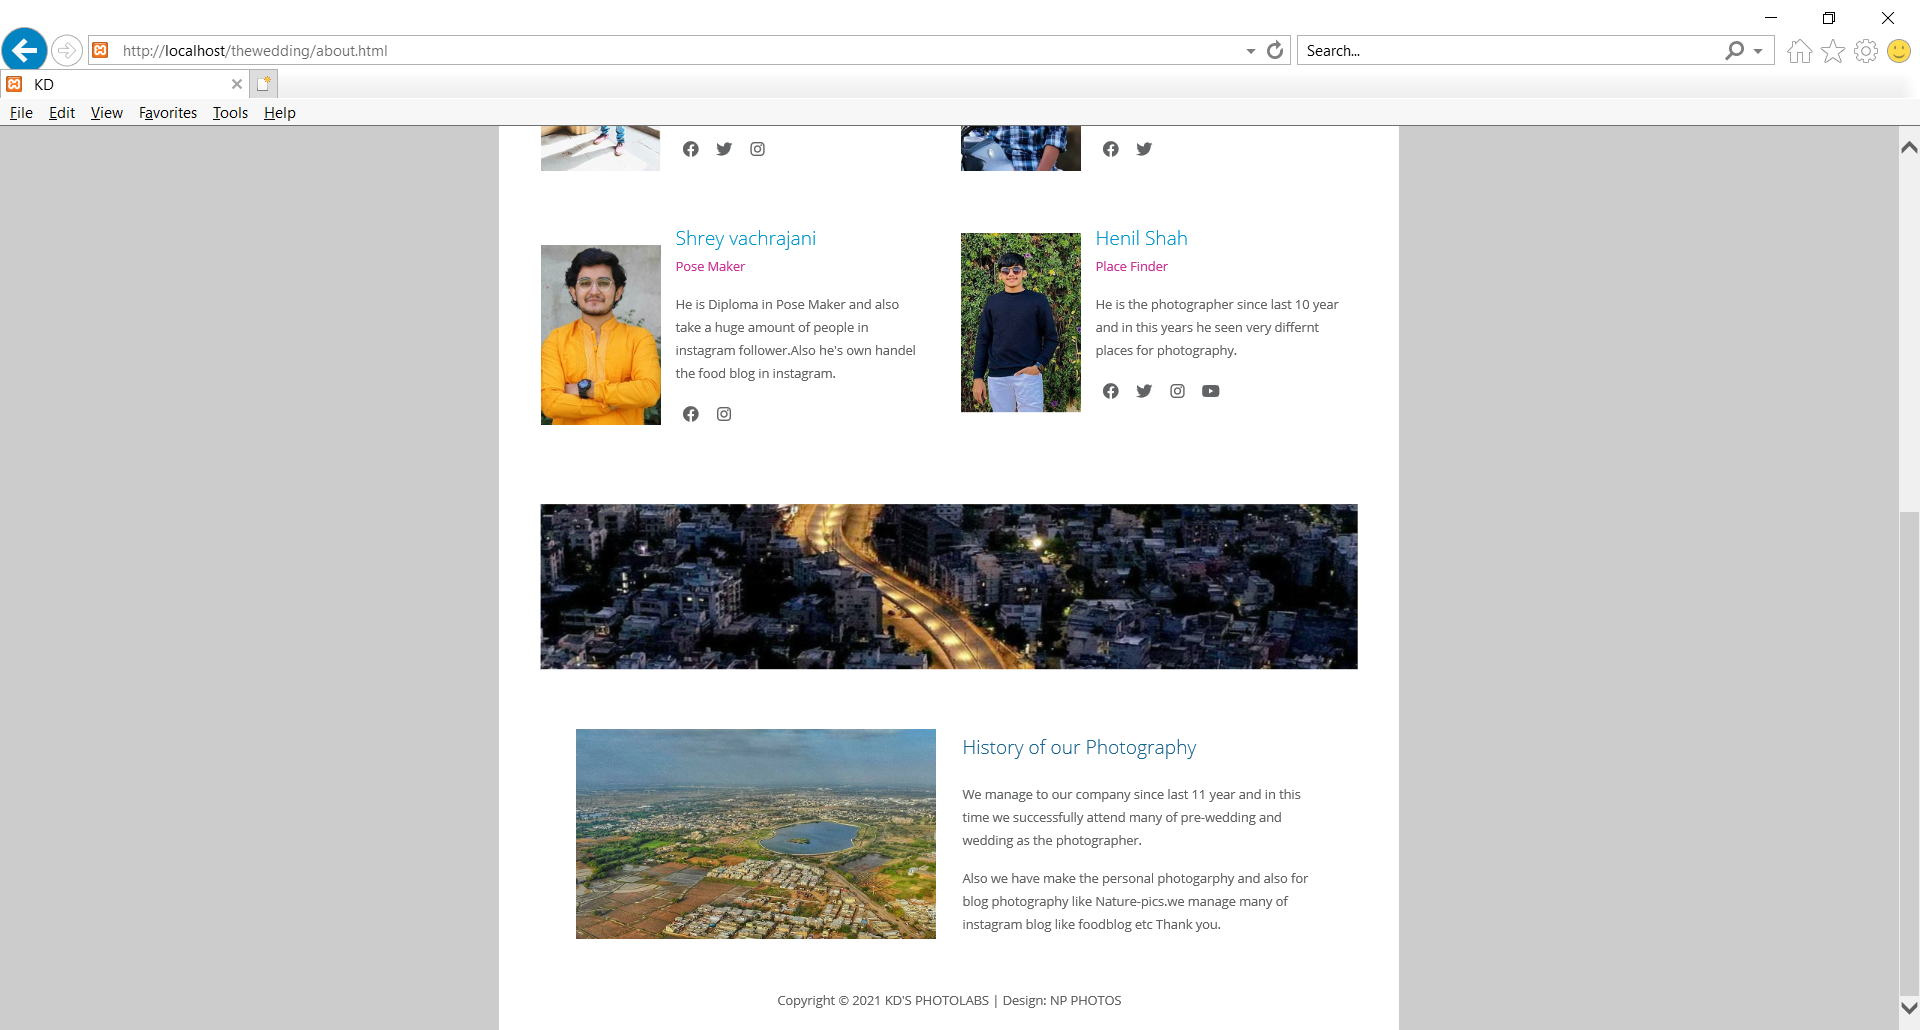 http://localhost/thewedding/about.html
Search...
KD
File Edit View Favorites Tools Help
Shrey vachrajani
Pose Maker
He is Diploma in Pose Maker and also
take a huge amount of people in
instagram follower.Also he's own handel
the food blog in instagram.
Henil Shah
Place Finder
He is the photographer since last 10 year
and in this years he seen very differnt
places for photography.
History of our Photography
We manage to our company since last 11 year and in this
time we successfully attend many of pre-wedding and
wedding as the photographer.
Also we have make the personal photogarphy and also for
blog photography like Nature-pics.we manage many of
instagram blog like foodblog etc Thank you.
Copyright © 2021 KD'S PHOTOLABS | Design: NP PHOTOS